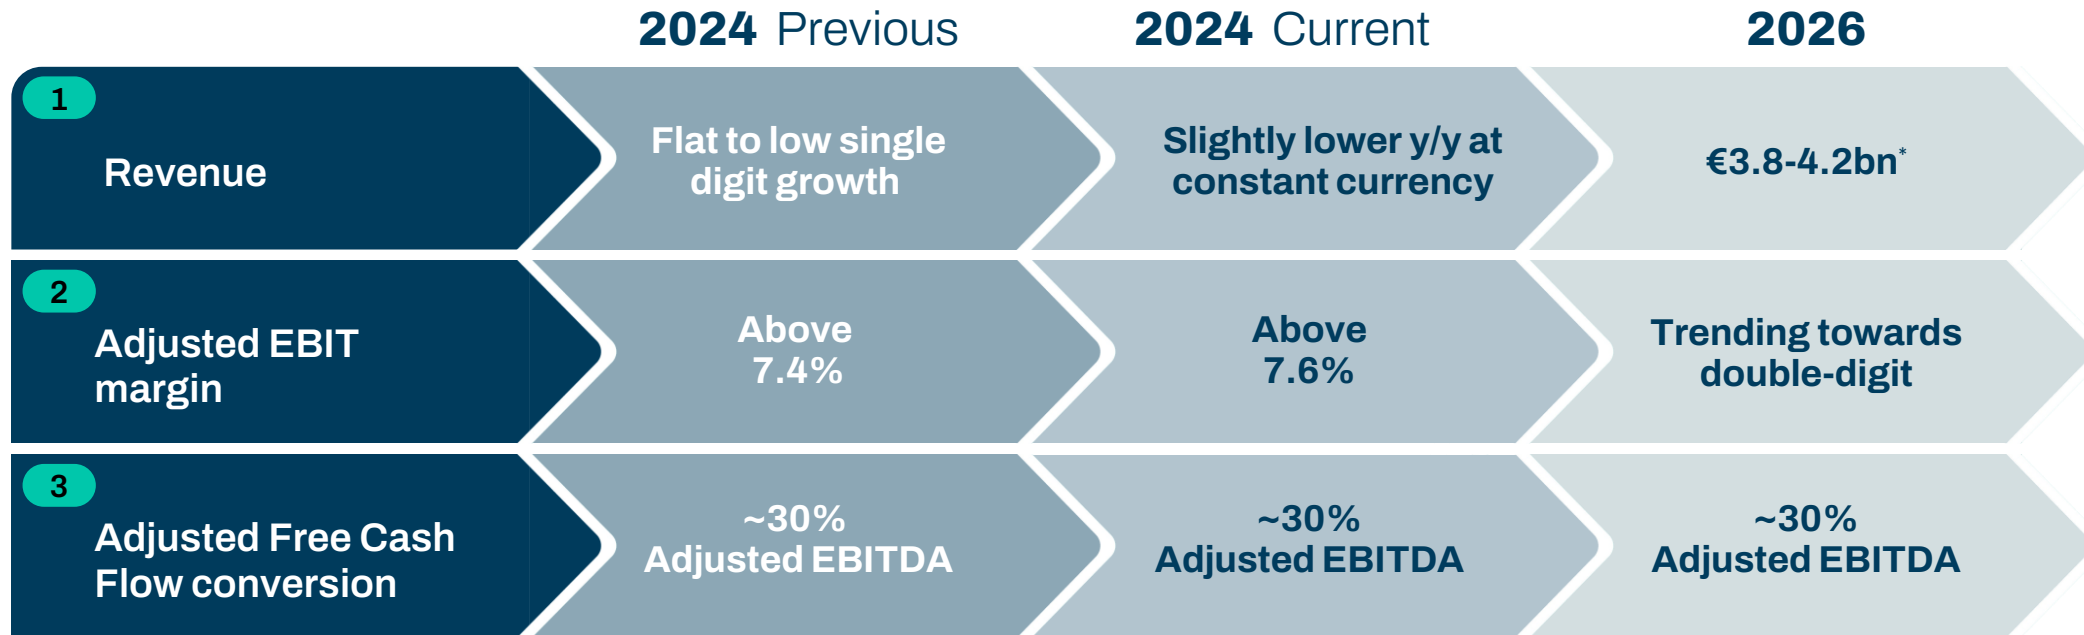 2024 Previous
2024 Current
2026
1
Revenue
Flat to low single
digit growth
Slightly lower y/y at
constant currency
€3.8-4.2bn*
2
Adjusted EBIT
margin
Above
7.4%
Above
7.6%
Trending towards
double-digit
3
Adjusted Free Cash
Flow conversion
~30%
Adjusted EBITDA
~30%
Adjusted EBITDA
~30%
Adjusted EBITDA